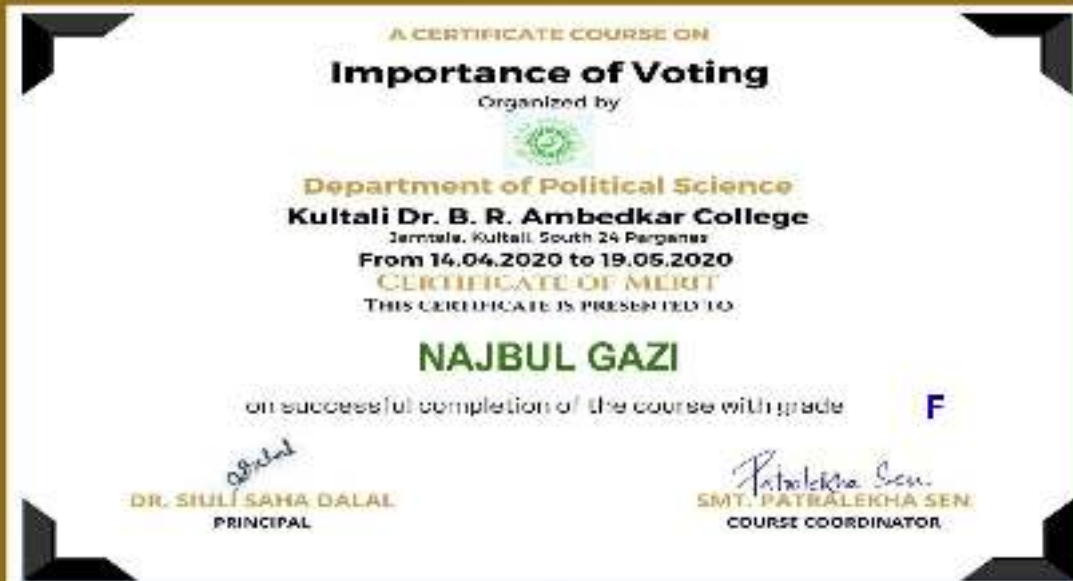 A CERTIFICATE COURSE ON
Importance of Voting
Organized by
Department of Political Science
Kultali Dr. B. R. Ambedkar College
Jamtala, Kultali, South 24 Parganas
From 14.04.2020 to 19.05.2020
CERTIFICATE OF MERIT
THIS CERTIFICATE IS PRESENTED TO
NAJBUL GAZI
on successful completion of the course with grade F
Patralekha Sen.
DR. SIULI SAHA DALAL SMT. PATRALEKHA SEN
PRINCIPAL COURSE COORDINATOR